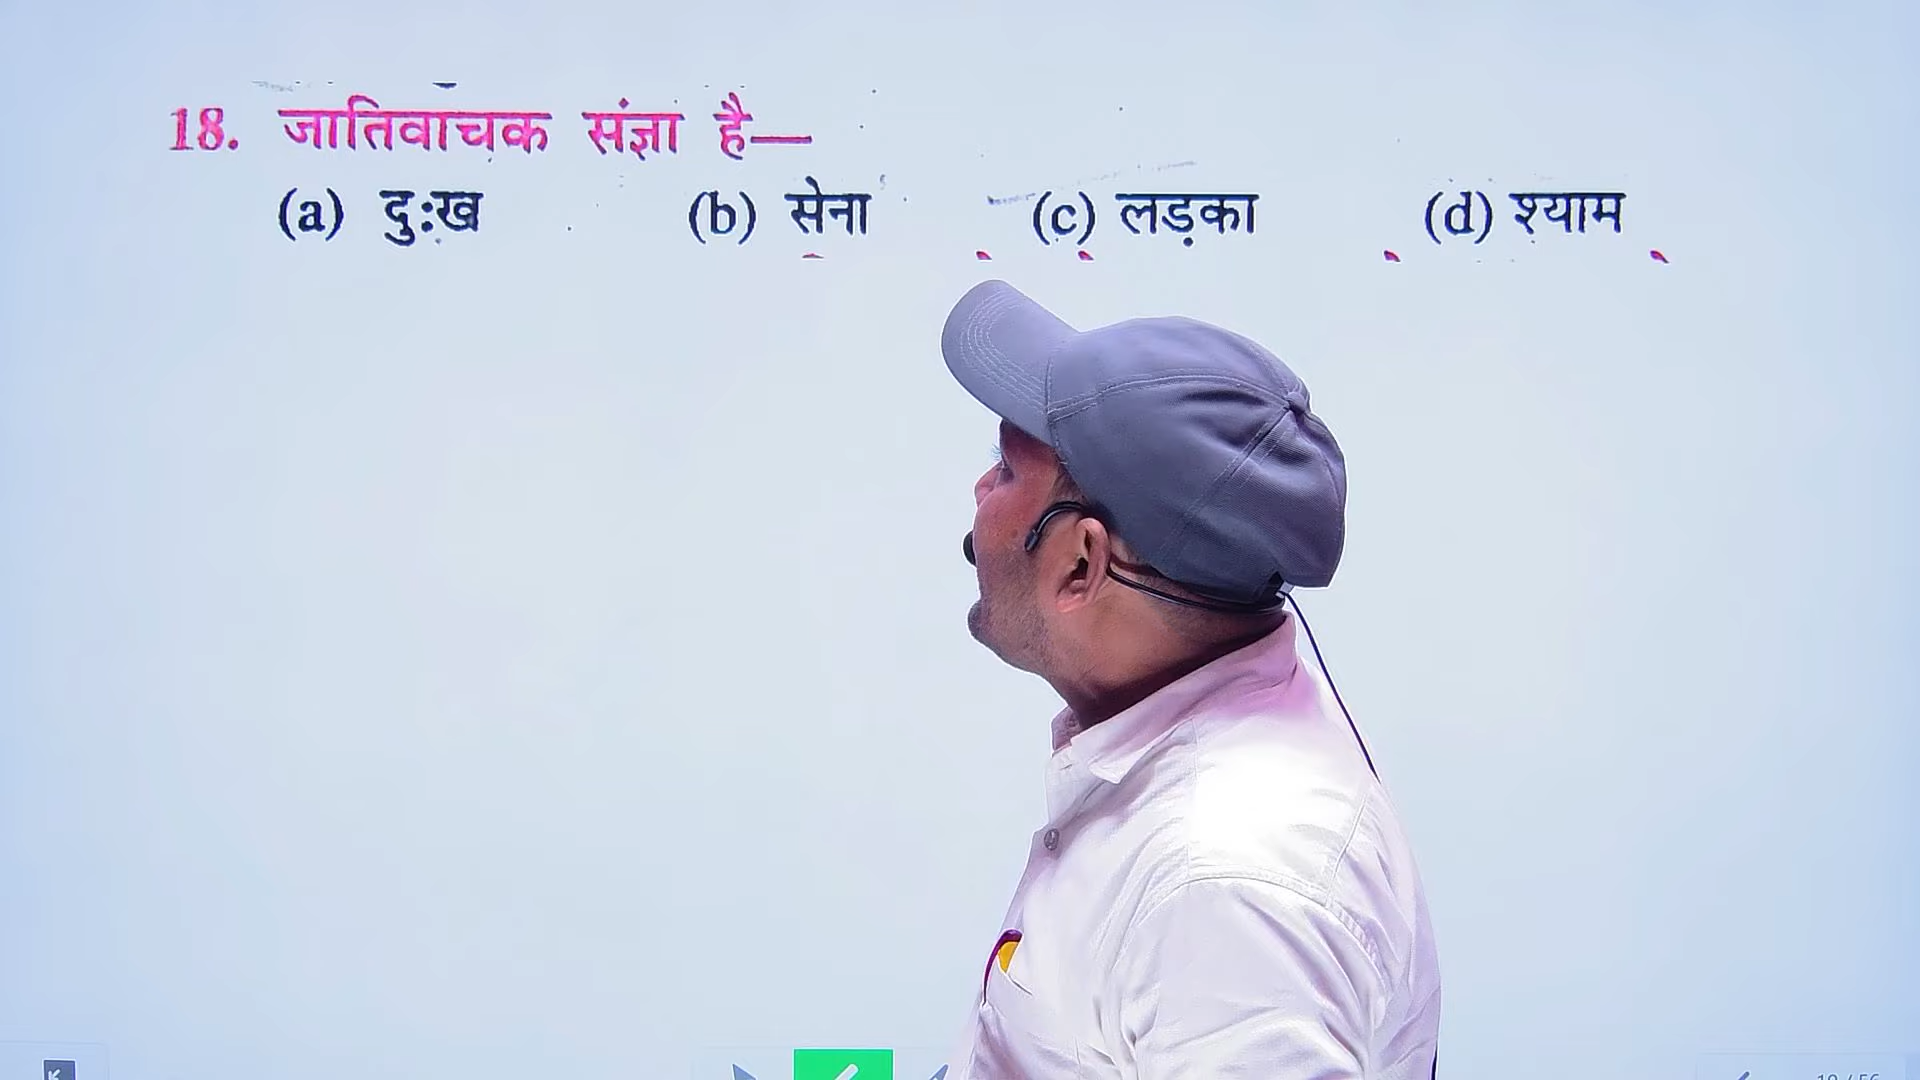 18. जातिवाचक संज्ञा है—
(a) दुःख (b) सेना (c) लड़का (d) श्याम